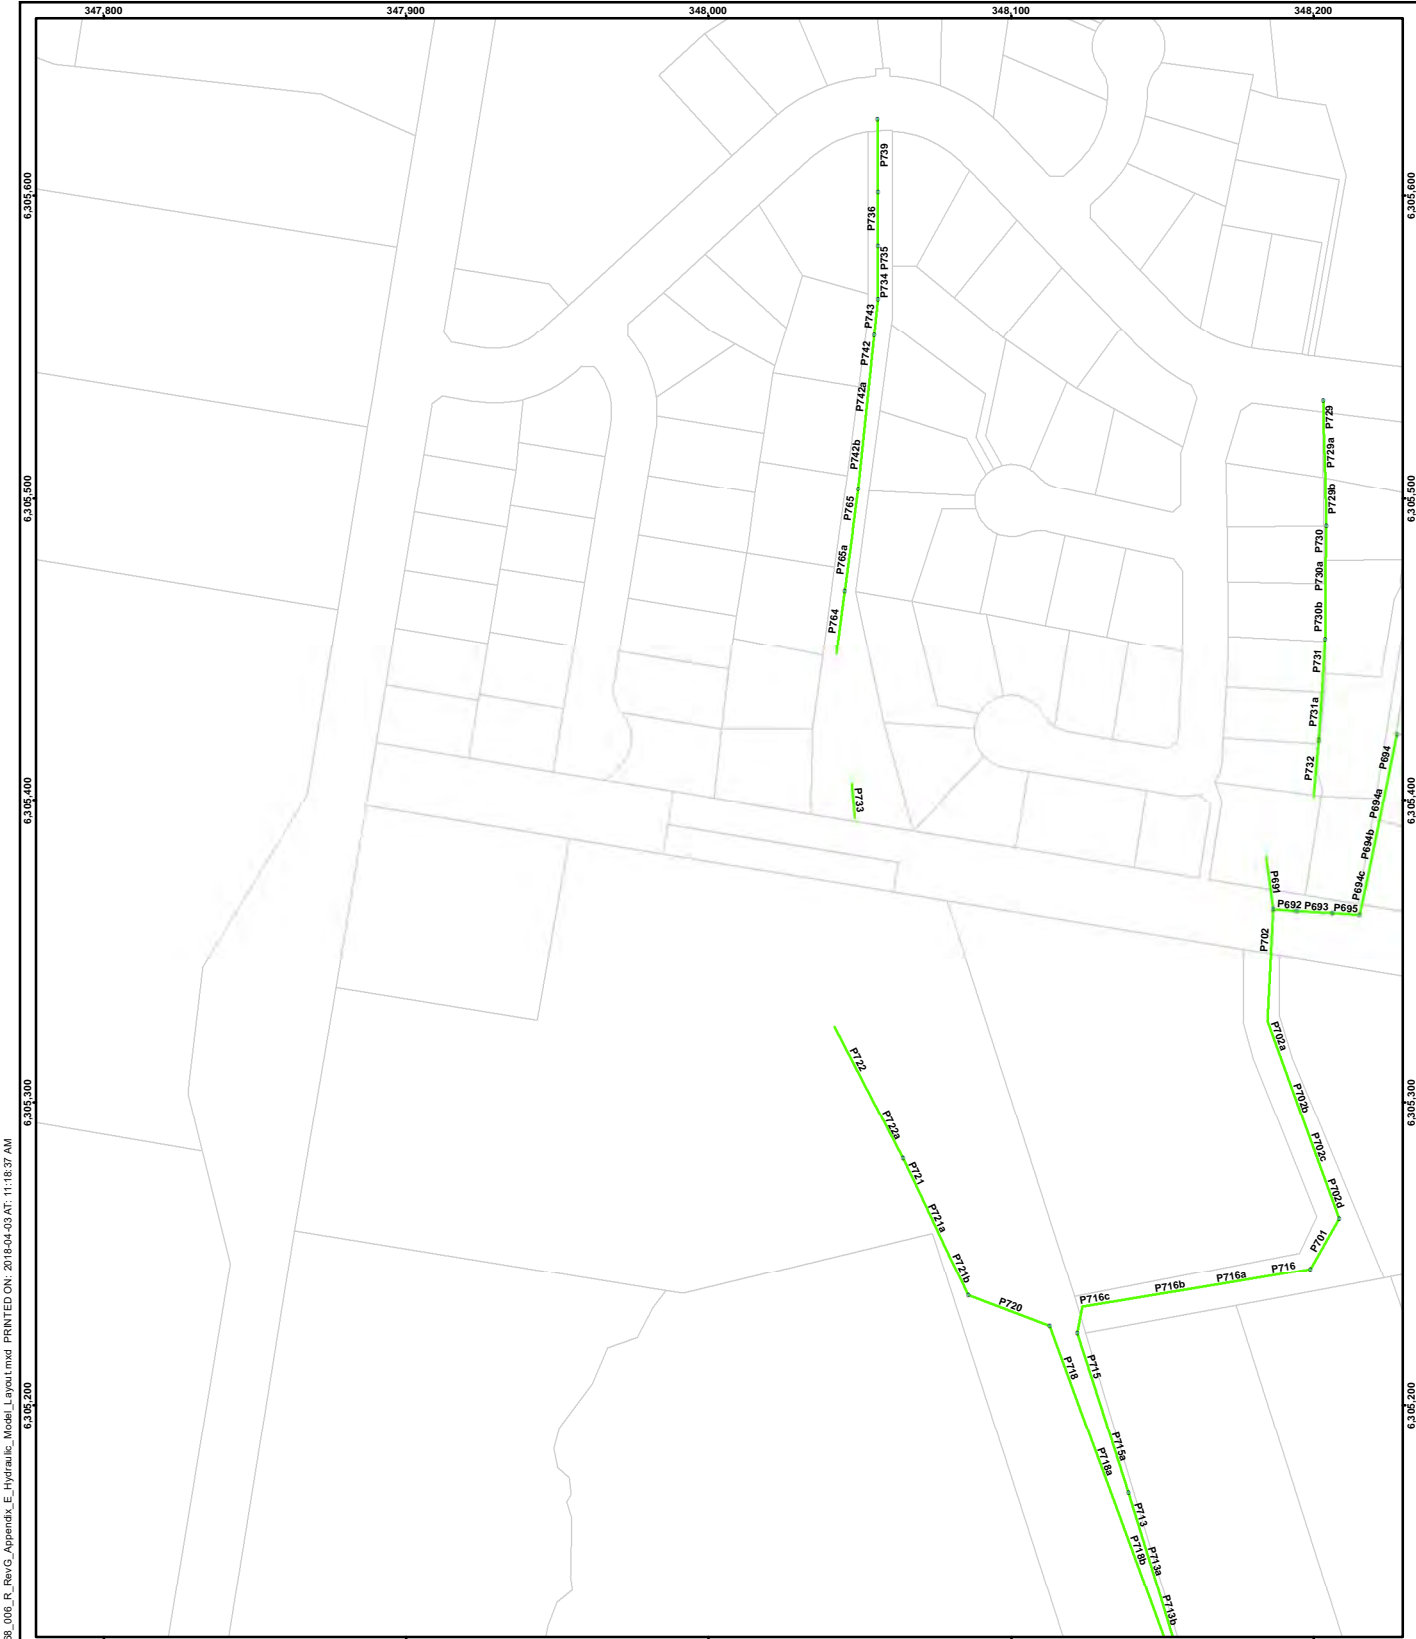 347,800
347,900
348,000
348,100
348,200
6,305,600
6,305,600
P739
P736
P735
P734
P743
P742
P742a
P742b
P765
P765a
P764
P729
P729a
P729b
6,305,500
6,305,500
P730
P730a
P730b
P731
P731a
P732
P694
P694a
P694b
P694c
6,305,400
6,305,400
P733
P691
P692
P693
P695
P702
P702a
P702b
P702c
P702d
P701
6,305,300
6,305,300
P722
P722a
P721
P721a
P721b
P720
P716
P716a
P716b
P716c
P718
P715
6,305,200
6,305,200
P715a
P718a
P713
P718b
P713a
P713b
68_006_R_RevG_Appendix_E_Hydraulic_Model_Layout.mxd PRINTED ON: 2018-04-03 AT: 11:18:37 AM